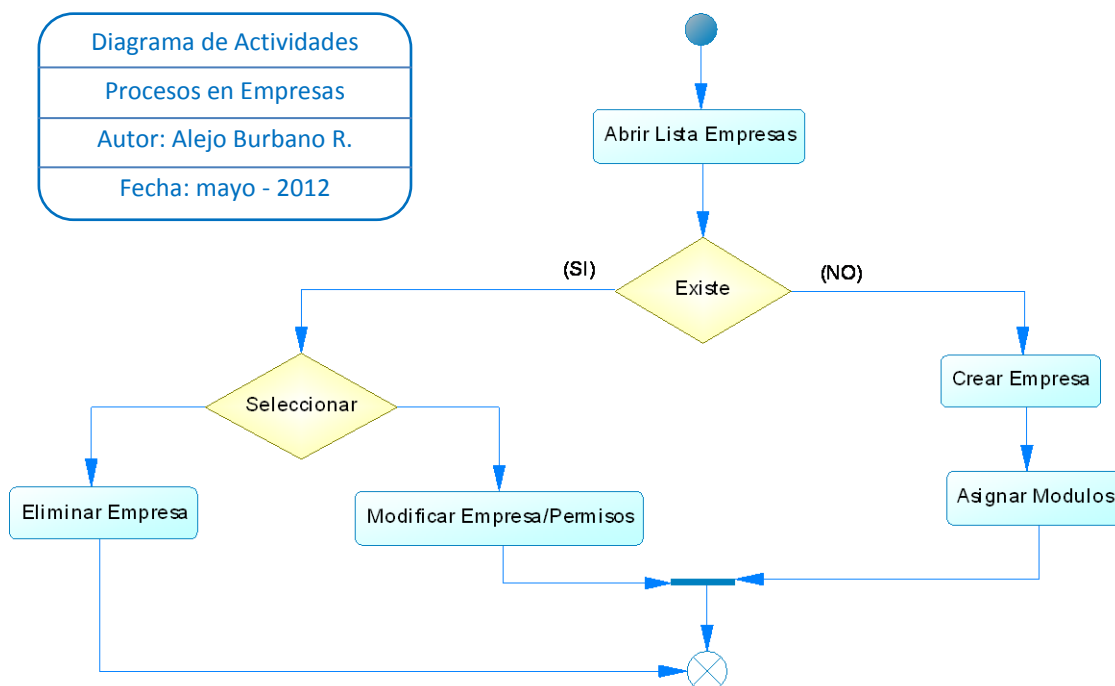 Diagrama de Actividades
Procesos en Empresas
Autor: Alejo Burbano R.
Fecha: mayo - 2012
Abrir Lista Empresas
(SI)
Existe
(NO)
Seleccionar
Crear Empresa
Eliminar Empresa
Modificar Empresa/Permisos
Asignar Modulos